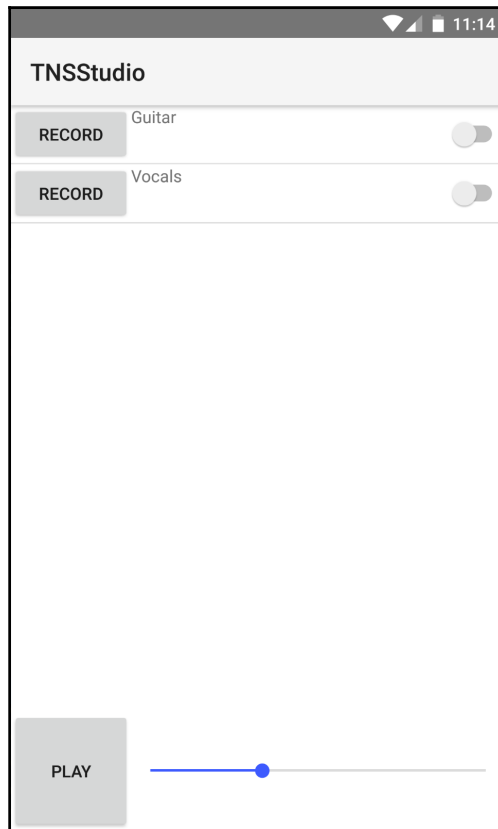 11:14
TNSStudio
RECORD Guitar
RECORD Vocals
PLAY